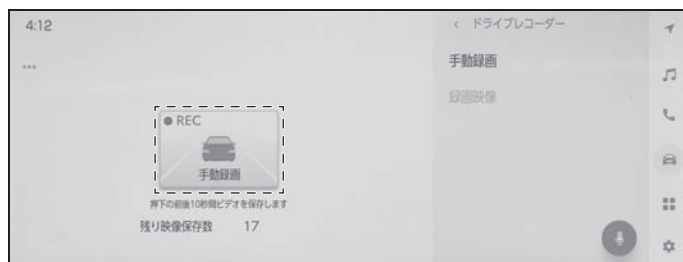 4:12
< ドライブレコーダー
手動録画
録画映像
● REC
手動録画
押下の前後10秒間ビデオを保存します
残り映像保存数 17